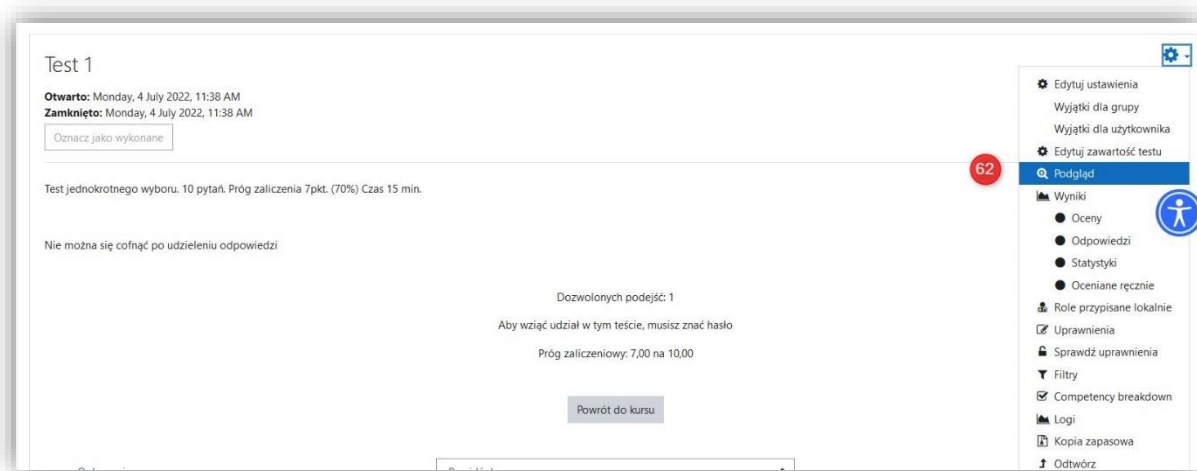 Test 1
Otwarto: Monday, 4 July 2022, 11:38 AM
Zamknięto: Monday, 4 July 2022, 11:38 AM
Oznacz jako wykonane
Test jednokrotnego wyboru. 10 pytań. Próg zaliczenia 7pkt. (70%) Czas 15 min.
Nie można się cofnąć po udzieleniu odpowiedzi
Dozwolonych podejść: 1
Aby wziąć udział w tym teście, musisz znać hasło
Próg zaliczeniowy: 7,00 na 10,00
Powrót do kursu
Edytuj ustawienia
Wyjątki dla grupy
Wyjątki dla użytkownika
Edytuj zawartość testu
62
Podgląd
Wyniki
Oceny
Odpowiedzi
Statystyki
Oceniane ręcznie
Role przypisane lokalnie
Uprawnienia
Sprawdź uprawnienia
Filtry
Competency breakdown
Logi
Kopia zapasowa
Odtwórz